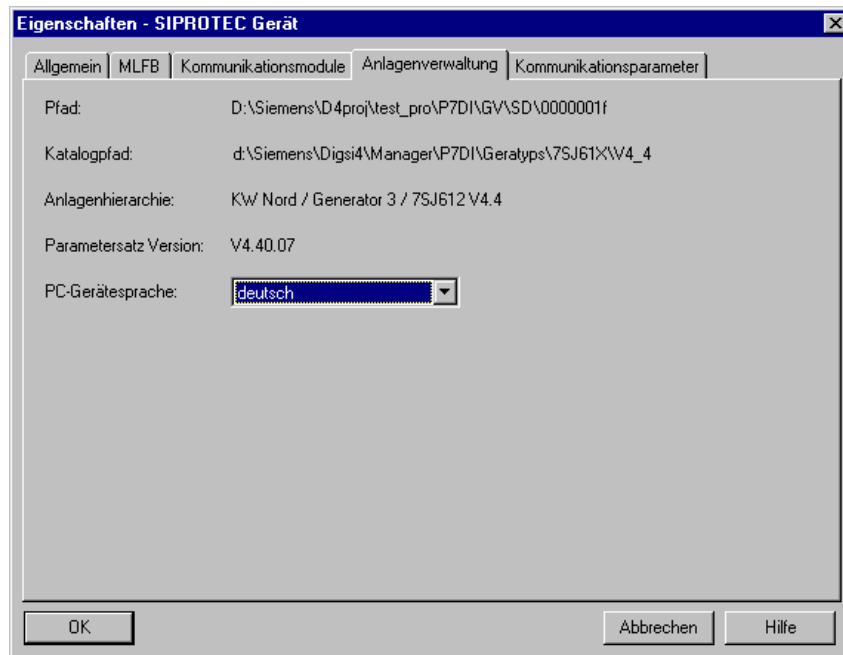 Eigenschaften - SIPROTEC Gerät
Allgemein MLFB Kommunikationsmodule Anlagenverwaltung Kommunikationsparameter
Pfad: D:\Siemens\D4proj\test_pro\P7DI\GV\SD\0000001f
Katalogpfad: d:\Siemens\Digsi4\Manager\P7DI\Geratyps\7SJ61X\V4_4
Anlagenhierarchie: KW Nord / Generator 3 / 7SJ612 V4.4
Parametersatz Version: V4.40.07
PC-Gerätesprache: deutsch
OK Abbrechen Hilfe